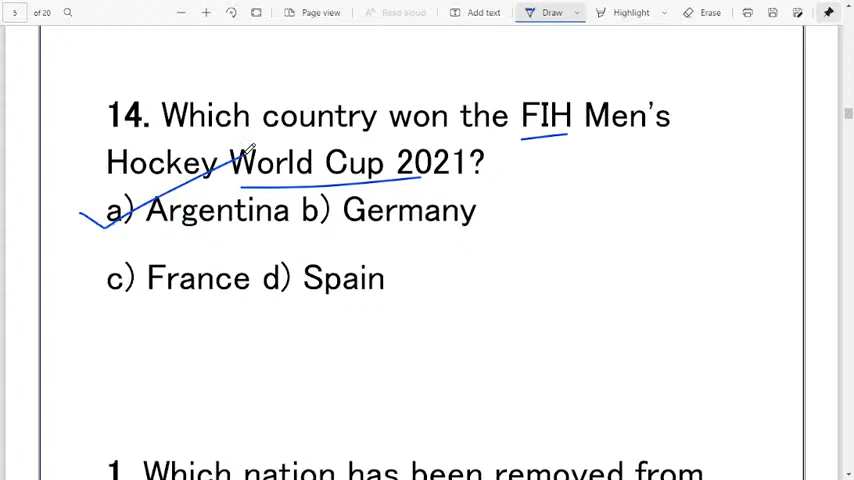 5 of 20 Page view Read aloud Add text Draw Highlight Erase
14. Which country won the FIH Men's
Hockey World Cup 2021?
a) Argentina b) Germany
c) France d) Spain
1. Which nation has been removed from